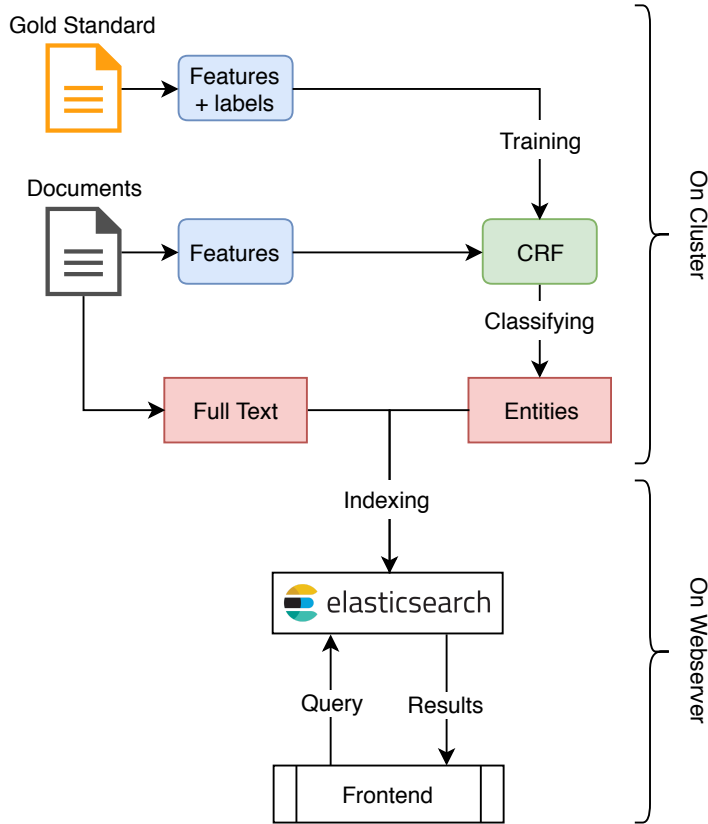 Gold Standard
Features
+ labels
Training
Documents
Features
CRF
Classifying
Full Text
Entities
On Cluster
Indexing
elasticsearch
Query
Results
Frontend
On Webserver